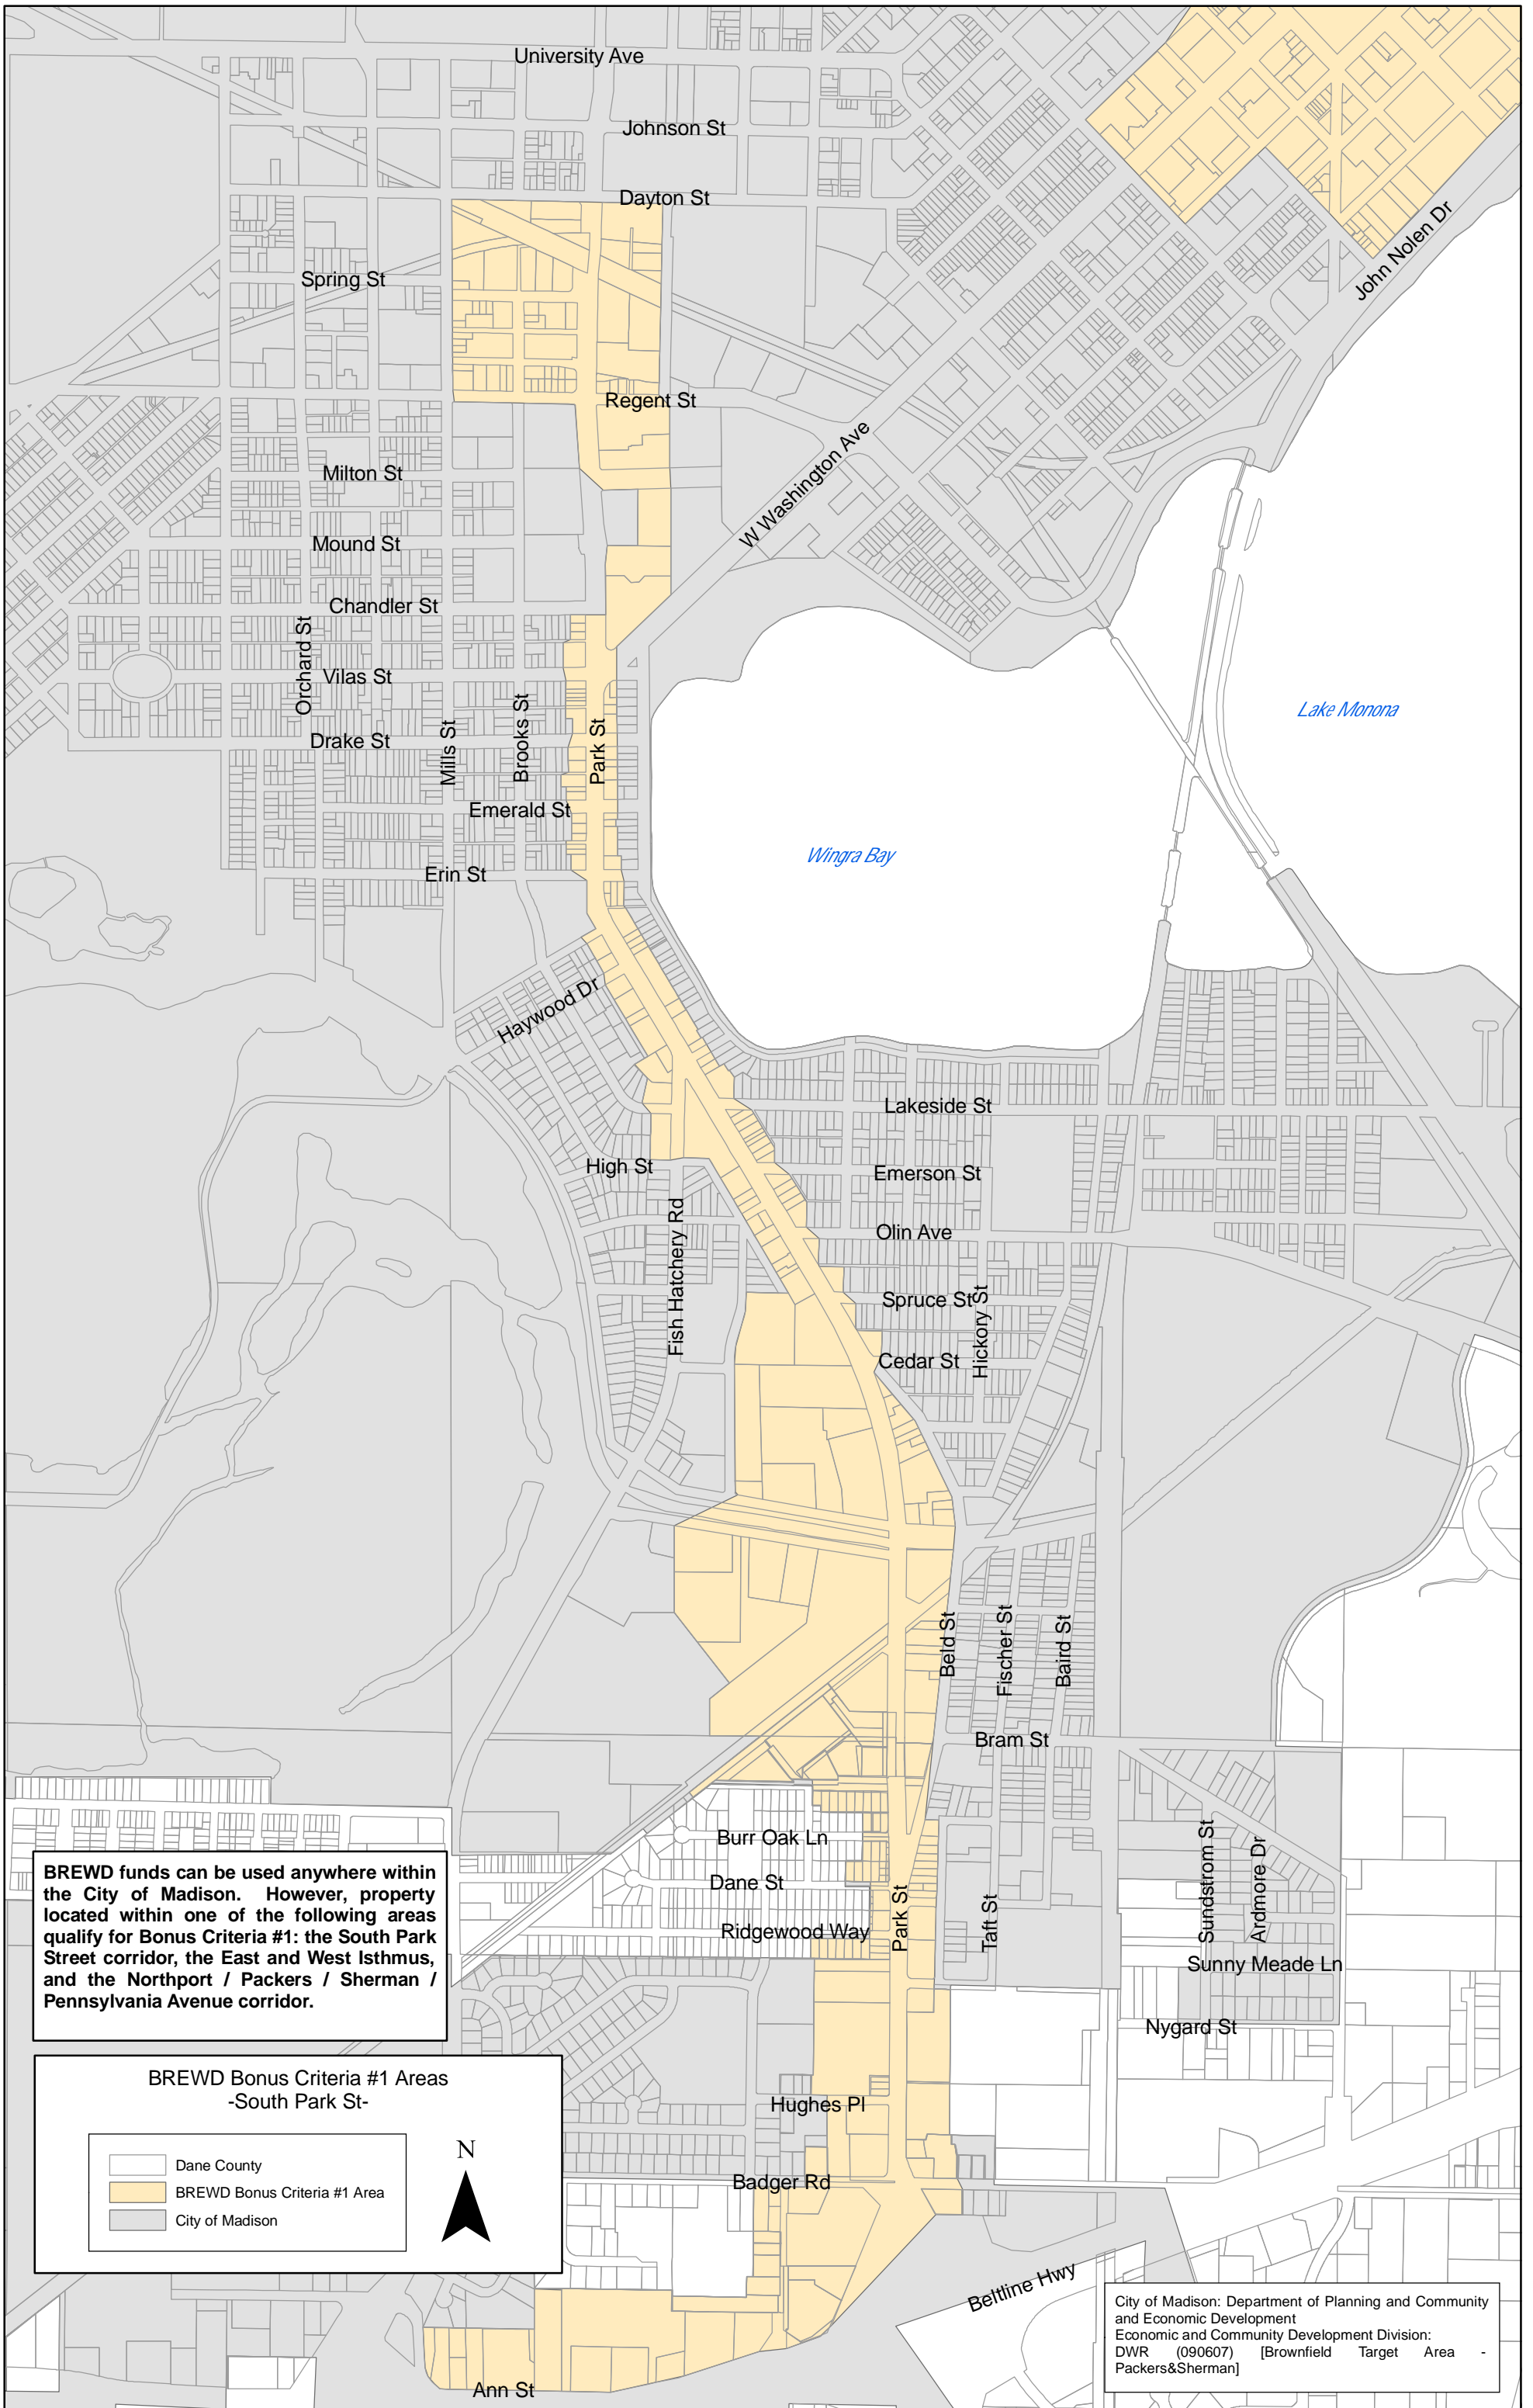 University Ave
Johnson St
Dayton St
John Nolen Dr
Spring St
Regent St
W Washington Ave
Milton St
Mound St
Chandler St
Orchard St
Vilas St
Lake Monona
Drake St
Mills St
Brooks St
Park St
Emerald St
Wingra Bay
Erin St
Haywood Dr
Lakeside St
High St
Emerson St
Fish Hatchery Rd
Olin Ave
Spruce St
Hickory St
Cedar St
Beld St
Fischer St
Baird St
Bram St
Burr Oak Ln
Dane St
Ridgewood Way
Park St
Taft St
Sundstrom St
Ardmore Dr
Sunny Meade Ln
Nygard St
BREWD funds can be used anywhere within
the City of Madison. However, property
located within one of the following areas
qualify for Bonus Criteria #1: the South Park
Street corridor, the East and West Isthmus,
and the Northport / Packers / Sherman /
Pennsylvania Avenue corridor.
BREWD Bonus Criteria #1 Areas
-South Park St-
N
Dane County
BREWD Bonus Criteria #1 Area
City of Madison
Hughes Pl
Badger Rd
Beltline Hwy
Ann St
City of Madison: Department of Planning and Community
and Economic Development
Economic and Community Development Division:
DWR (090607) [Brownfield Target Area -
Packers&Sherman]